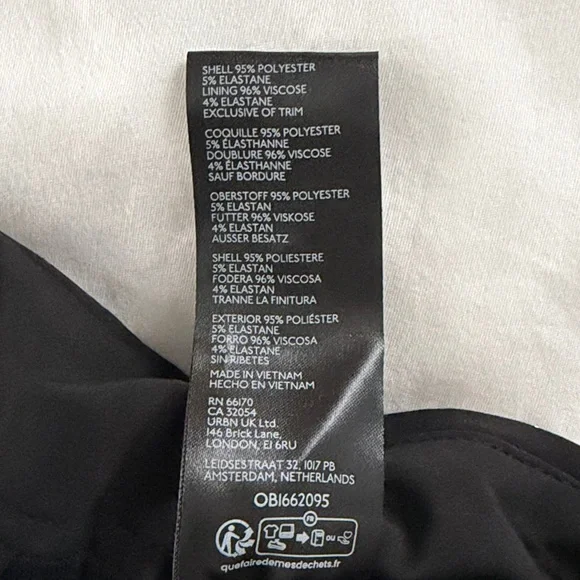 SHELL 95% POLYESTER
5% ELASTANE
LINING 96% VISCOSE
4% ELASTANE
EXCLUSIVE OF TRIM
COQUILLE 95% POLYESTER
5% ÉLASTHANNE
DOUBLURE 96% VISCOSE
4% ÉLASTHANNE
SAUF BORDURE
OBERSTOFF 95% POLYESTER
5% ELASTAN
FUTTER 96% VISKOSE
4% ELASTAN
AUSSER BESATZ
SHELL 95% POLIESTERE
5% ELASTAN
FODERA 96% VISCOSA
4% ELASTAN
TRANNE LA FINITURA
EXTERIOR 95% POLIÉSTER
5% ELASTANE
FORRO 96% VISCOSA
4% ELASTANE
SIN RIBETES
MADE IN VIETNAM
HECHO EN VIETNAM
RN 66170
CA 32054
URBN UK Ltd.
146 Brick Lane,
LONDON, E1 6RU
LEIDSESTRAAT 32, 1017 PB
AMSTERDAM, NETHERLANDS
OB1662095
FR
OU
quefairedemesdechets.fr